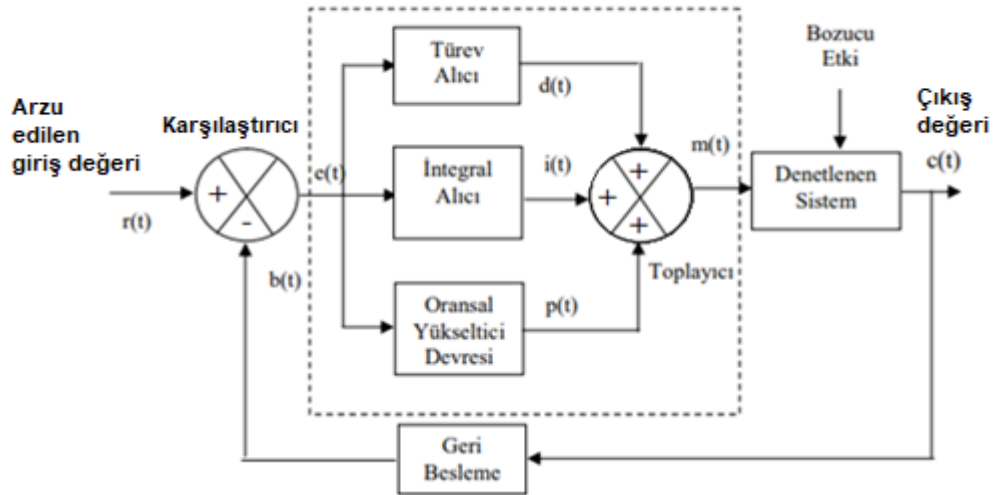 Arzu
edilen
giriş değeri
r(t)
Karşılaştırıcı
+
-
b(t)
e(t)
Türev
Alıcı
d(t)
İntegral
Alıcı
i(t)
Oransal
Yükseltici
Devresi
p(t)
+
+
+
Toplayıcı
m(t)
Bozucu
Etki
Denetlenen
Sistem
Çıkış
değeri
c(t)
Geri
Besleme